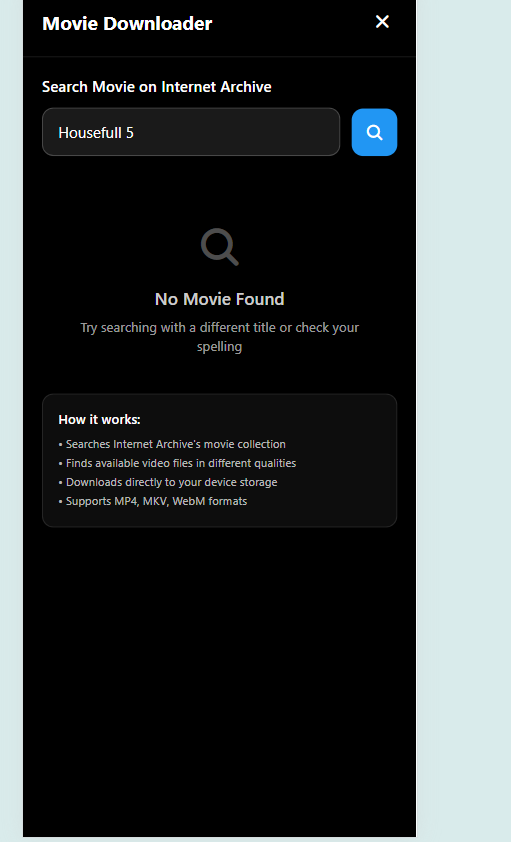 Movie Downloader
Search Movie on Internet Archive
Housefull 5
No Movie Found
Try searching with a different title or check your
spelling
How it works:
• Searches Internet Archive's movie collection
• Finds available video files in different qualities
• Downloads directly to your device storage
• Supports MP4, MKV, WebM formats